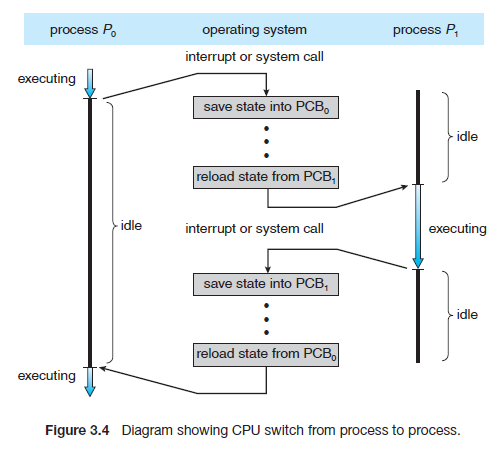 process P₀ operating system process P₁
interrupt or system call
executing
save state into PCB₀
idle
reload state from PCB₁
idle
interrupt or system call
executing
save state into PCB₁
idle
reload state from PCB₀
executing
Figure 3.4 Diagram showing CPU switch from process to process.